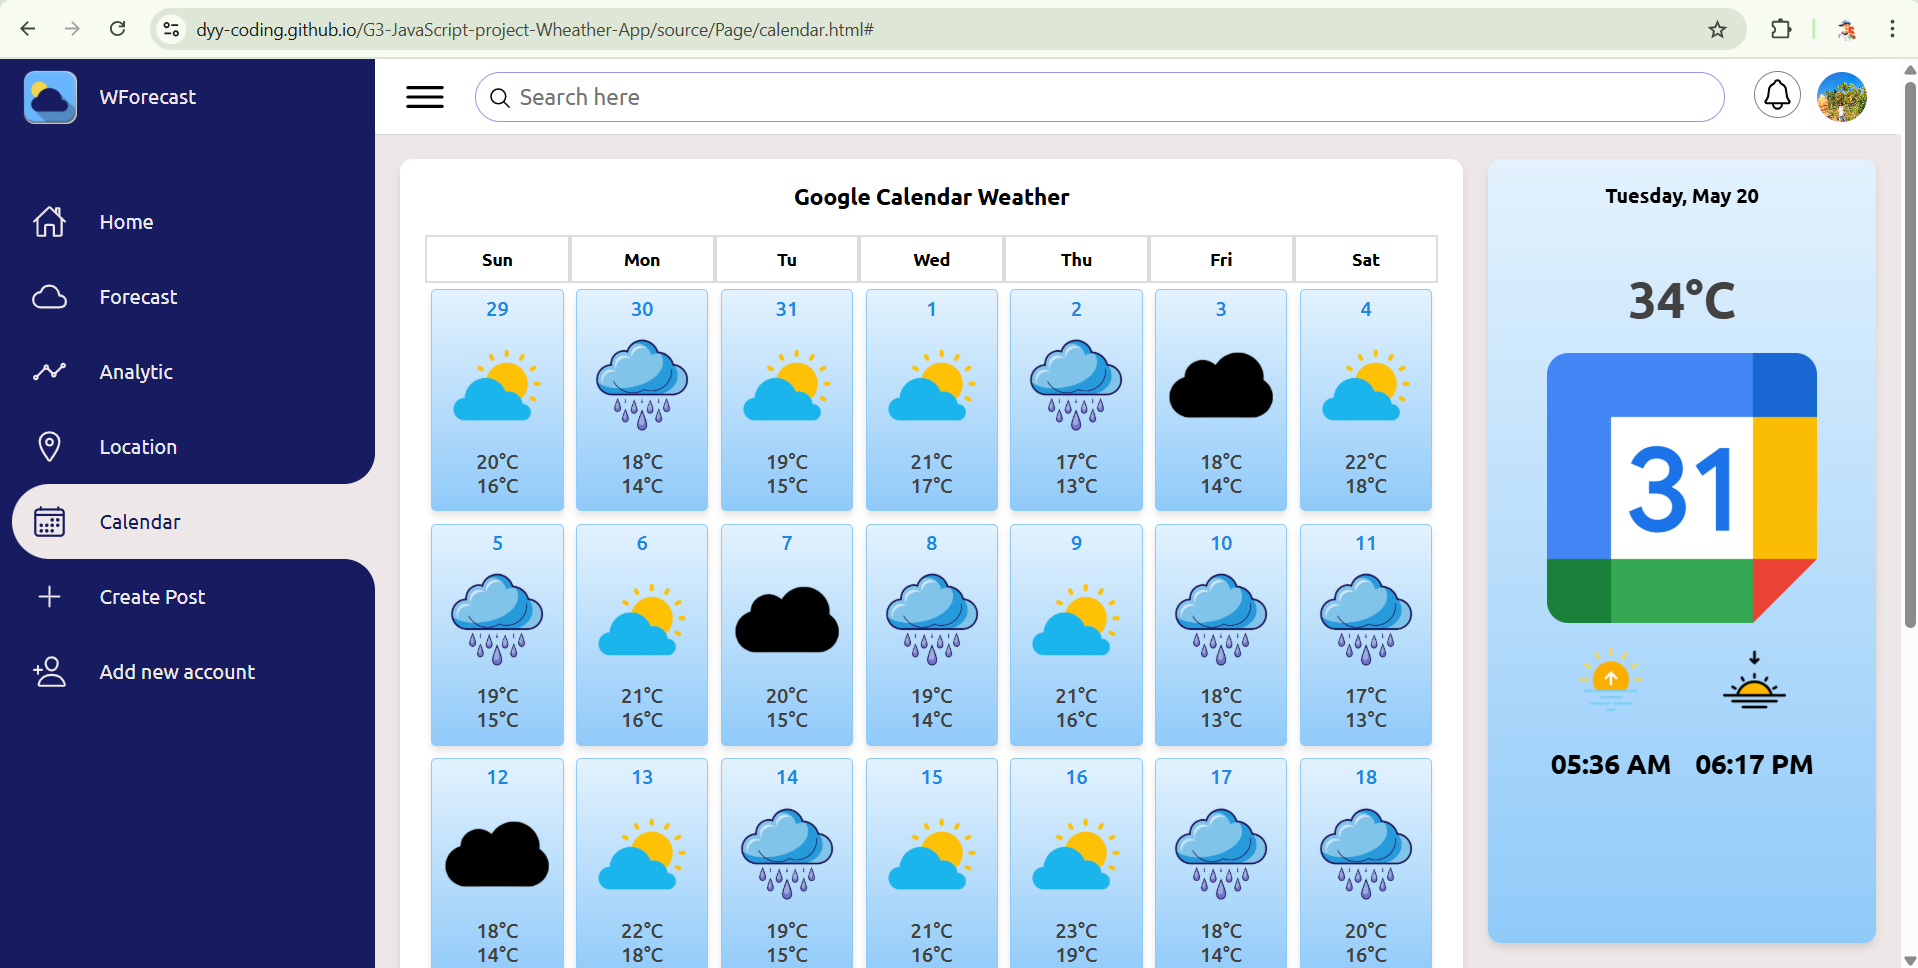 dyy-coding.github.io/G3-JavaScript-project-Wheather-App/source/Page/calendar.html#
WForecast
Search here
Home
Forecast
Analytic
Location
Calendar
Create Post
Add new account
Google Calendar Weather
Sun Mon Tu Wed Thu Fri Sat
29 30 31 1 2 3 4
20°C 18°C 19°C 21°C 17°C 18°C 22°C
16°C 14°C 15°C 17°C 13°C 14°C 18°C
5 6 7 8 9 10 11
19°C 21°C 20°C 19°C 21°C 18°C 17°C
15°C 16°C 15°C 14°C 16°C 13°C 13°C
12 13 14 15 16 17 18
18°C 22°C 19°C 21°C 23°C 18°C 20°C
14°C 18°C 15°C 16°C 19°C 14°C 16°C
Tuesday, May 20
34°C
31
05:36 AM 06:17 PM